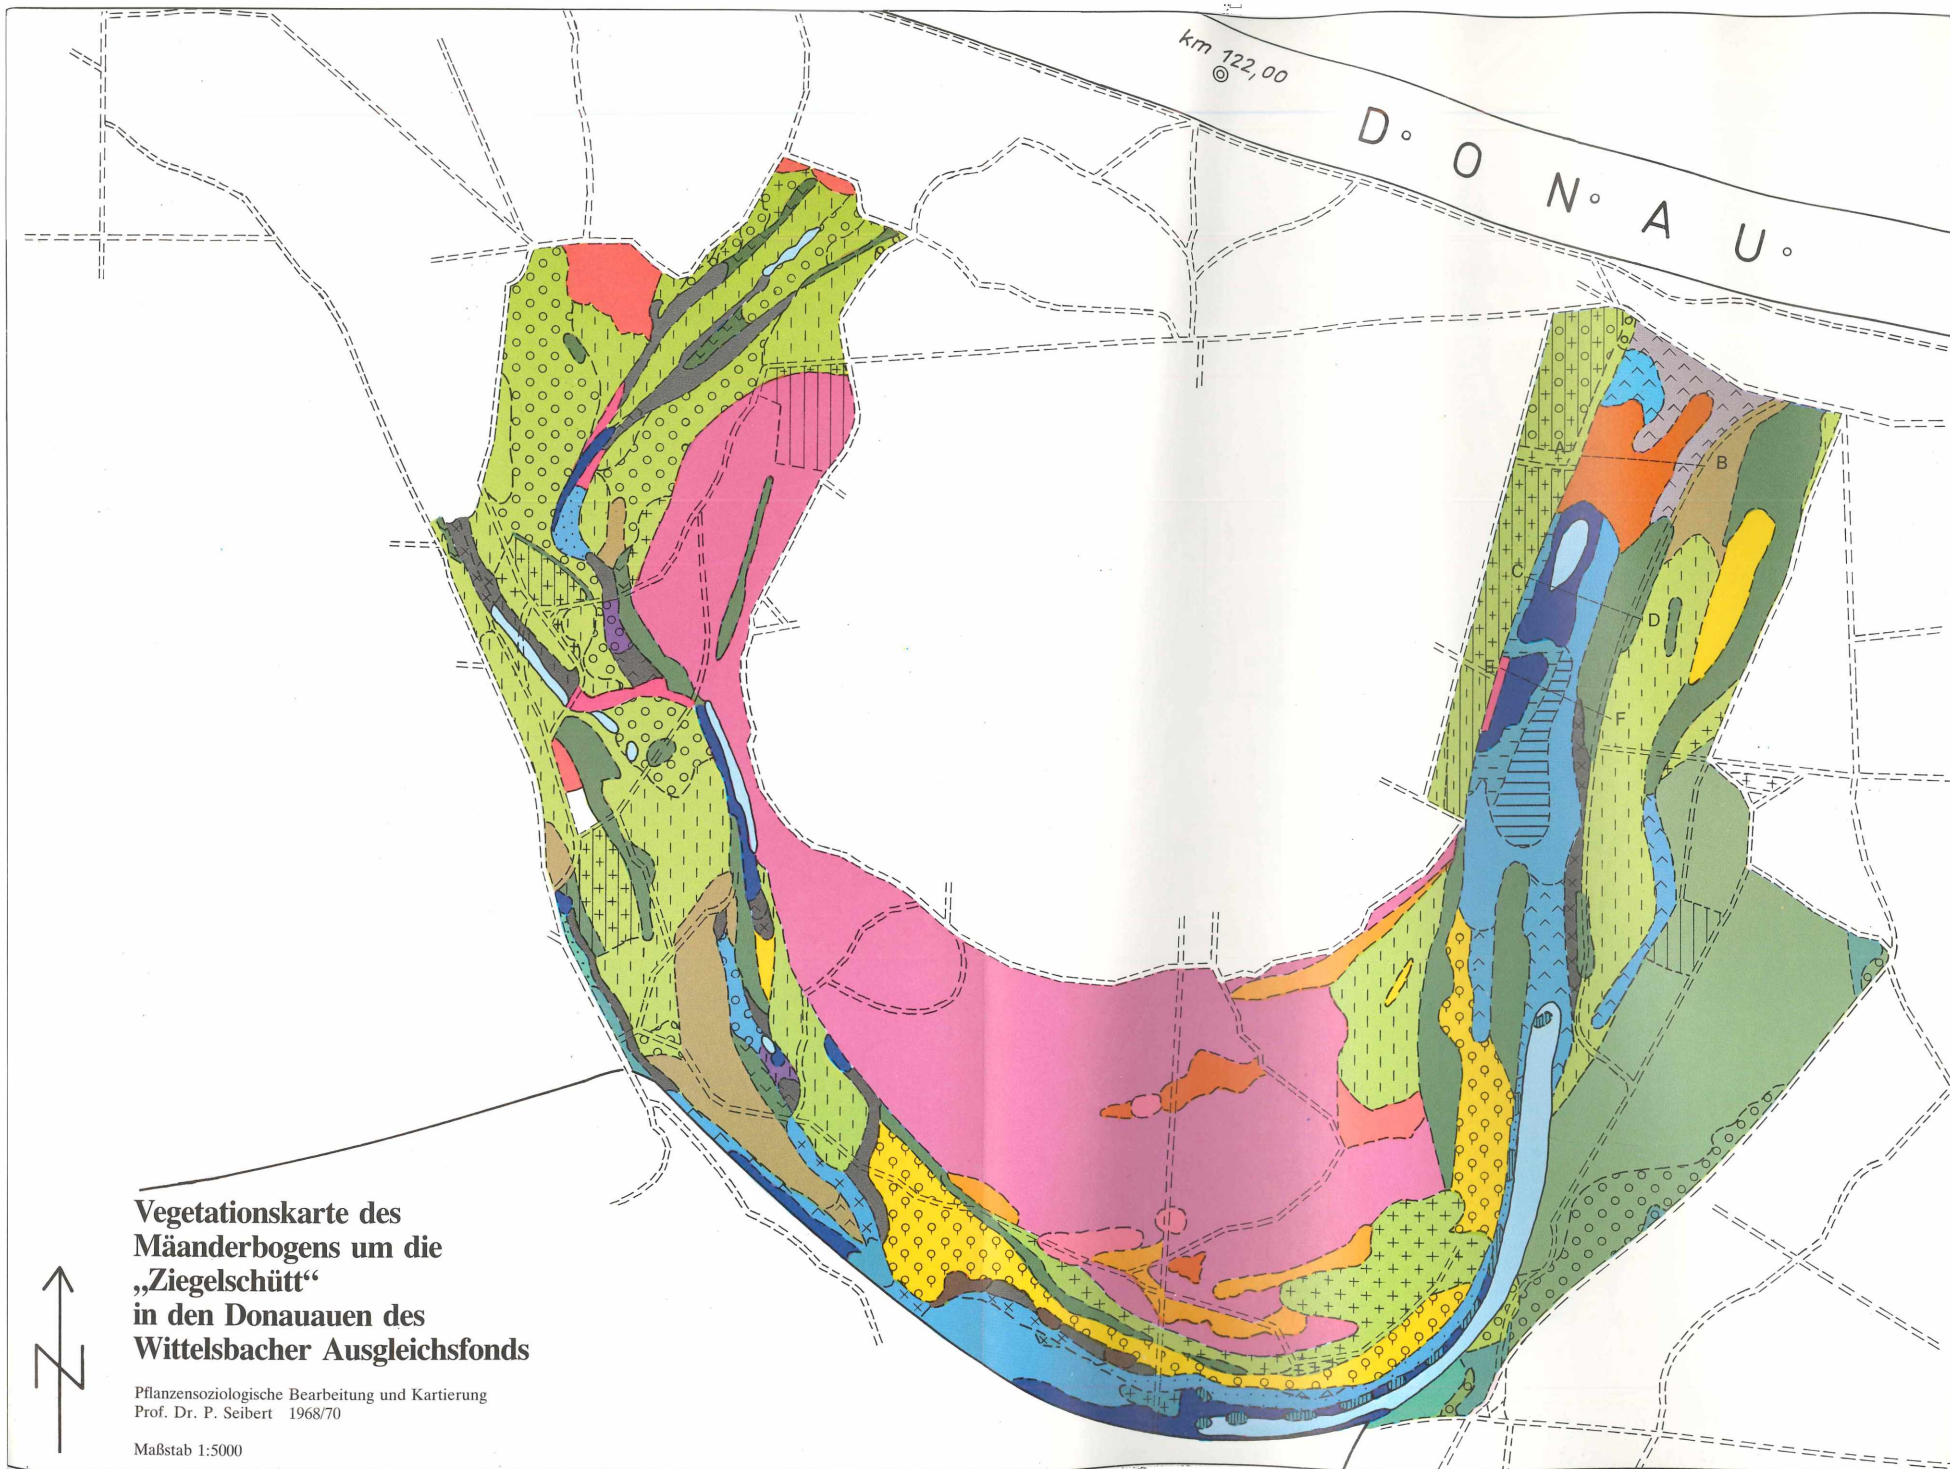 km 122,00
D O N A U
A
B
C
D
E
F
Vegetationskarte des
Mäanderbogens um die
„Ziegelschütt“
in den Donauauen des
Wittelsbacher Ausgleichsfonds
N
Pflanzensoziologische Bearbeitung und Kartierung
Prof. Dr. P. Seibert 1968/70
Maßstab 1:5000